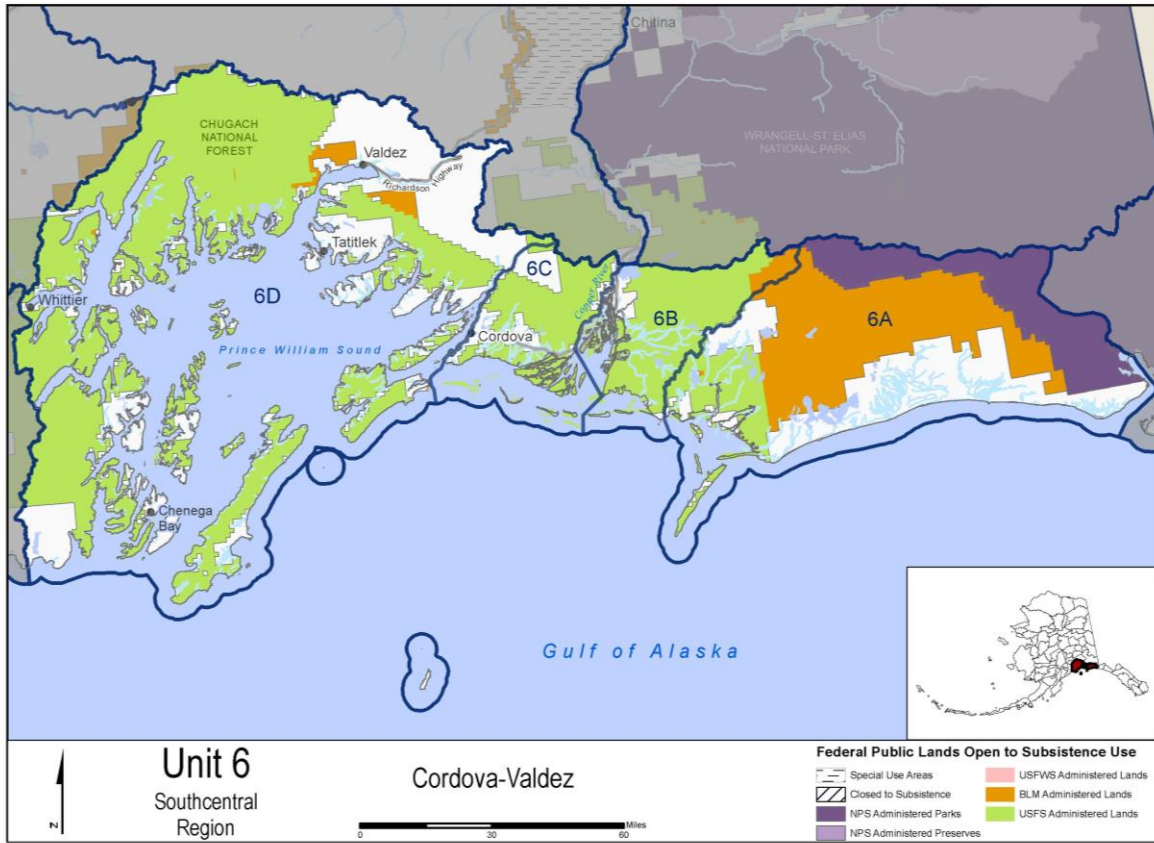 Chitina
CHUGACH
NATIONAL
FOREST
WRANGELL-ST. ELIAS
NATIONAL PARK
Valdez
Richardson Highway
Tatitlek
6C
Copper River
6D
6B
6A
Whittier
Cordova
Prince William Sound
Chenega
Bay
Gulf of Alaska
N
Unit 6
Southcentral
Region
Cordova-Valdez
Miles
0 30 60
Federal Public Lands Open to Subsistence Use
Special Use Areas
Closed to Subsistence
NPS Administered Parks
NPS Administered Preserves
USFWS Administered Lands
BLM Administered Lands
USFS Administered Lands